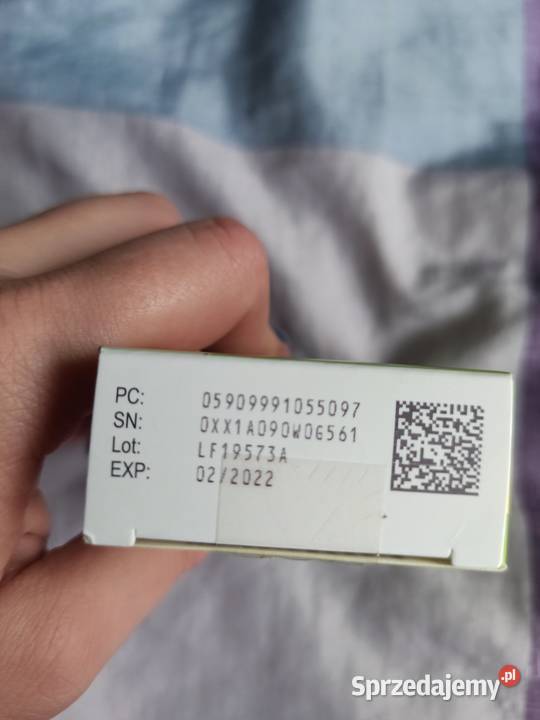 PC: 05909991055097
SN: 0XX1A090W06561
Lot: LF19573A
EXP: 02/2022
Sprzedajemy.pl